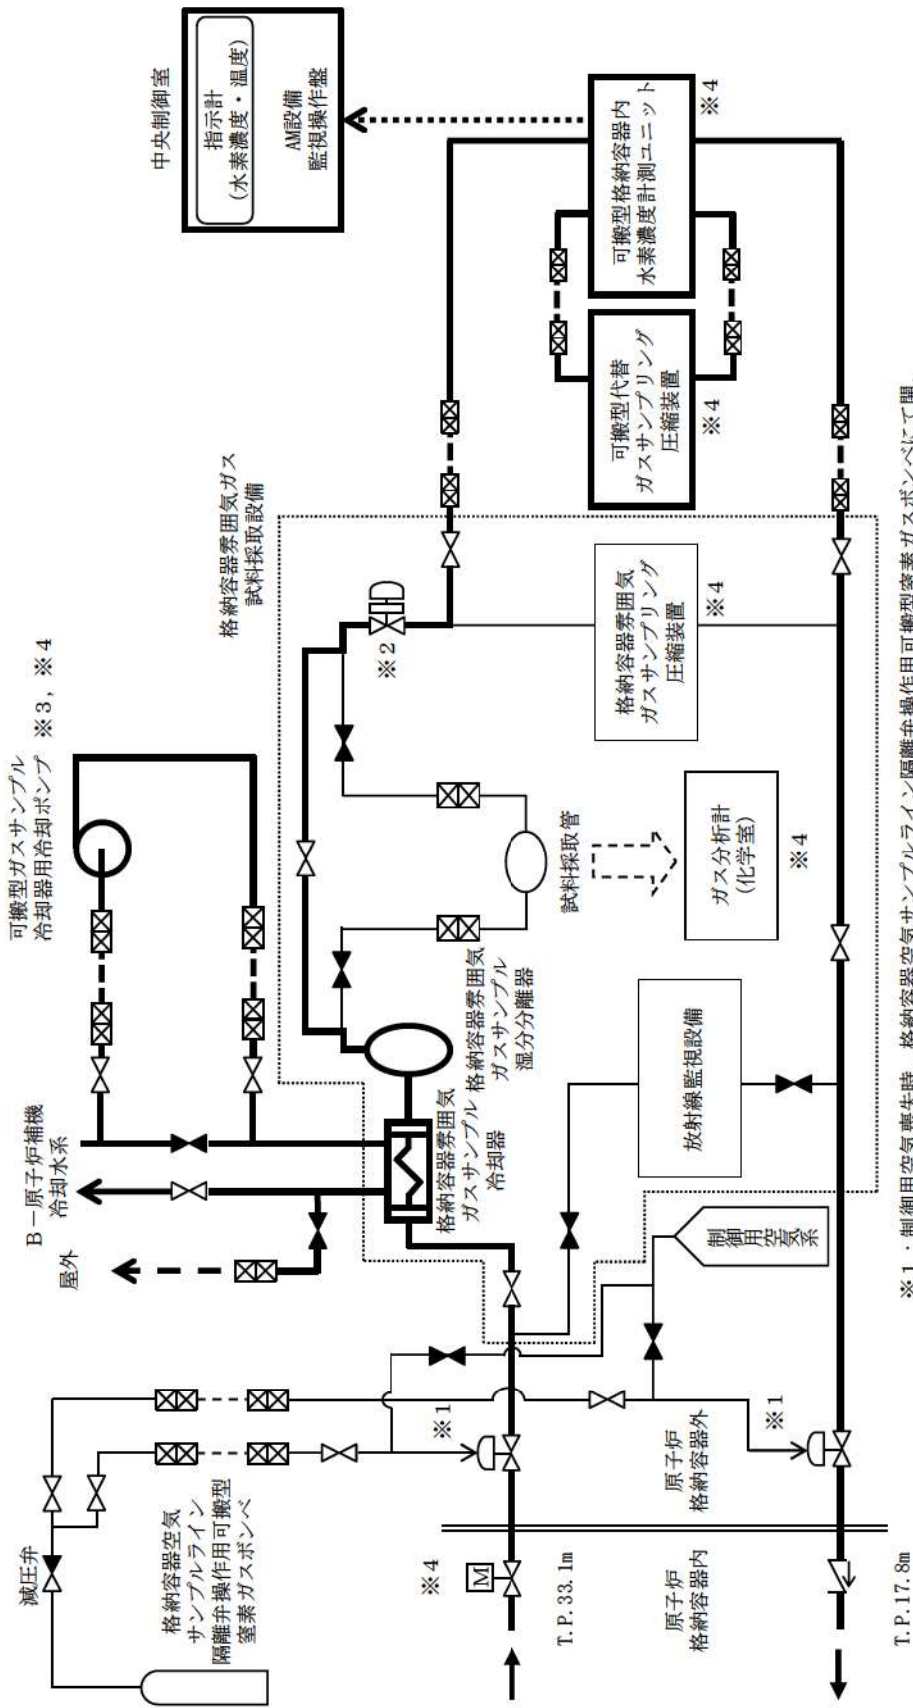 中央制御室
指示計
(水素濃度・温度)
AM設備
監視操作盤
可搬型ガスサンプル
冷却器用冷却ポンプ ※3,※4
格納容器雰囲気ガス
試料採取設備
※2
可搬型格納容器内
水素濃度計測ユニット
※4
可搬型代替
ガスサンプリング
圧縮装置
※4
格納容器雰囲気
ガスサンプリング
圧縮装置
※4
B-原子炉補機
冷却水系
屋外
格納容器雰囲気
ガスサンプル
冷却器
格納容器雰囲気
ガスサンプル
湿分分離器
試料採取管
ガス分析計
(化学室)
※4
放射線監視設備
制御用空気系
減圧弁
格納容器空気
サンプルライン
隔離弁操作用可搬型
窒素ガスボンベ
※1
※1
※4
M
T.P.33.1m
原子炉
格納容器外
原子炉
格納容器内
T.P.17.8m
※1:制御用空気喪失時、格納容器空気サンプルライン隔離弁操作用可搬型窒素ガスボンベにて開